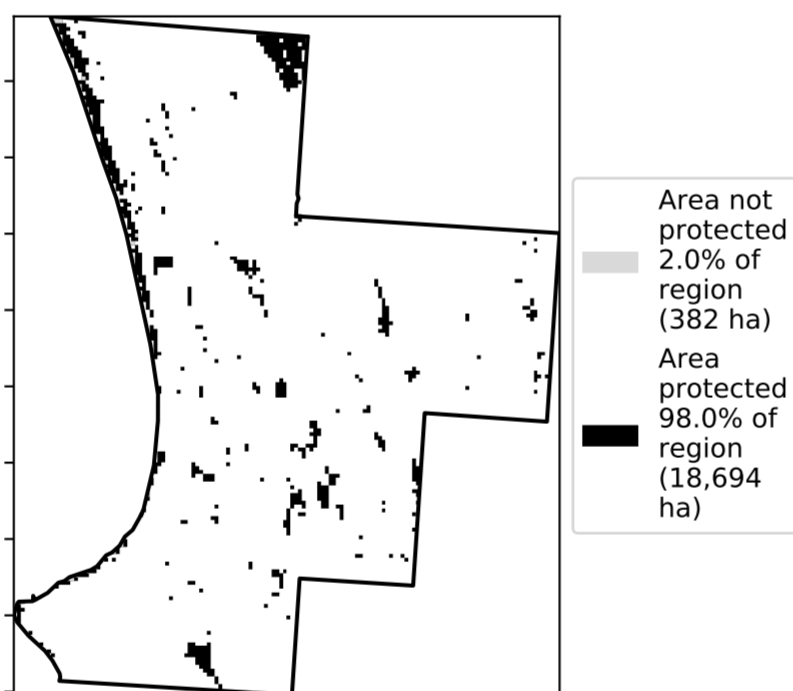 Area not
protected
2.0% of
region
(382 ha)
Area
protected
98.0% of
region
(18,694
ha)